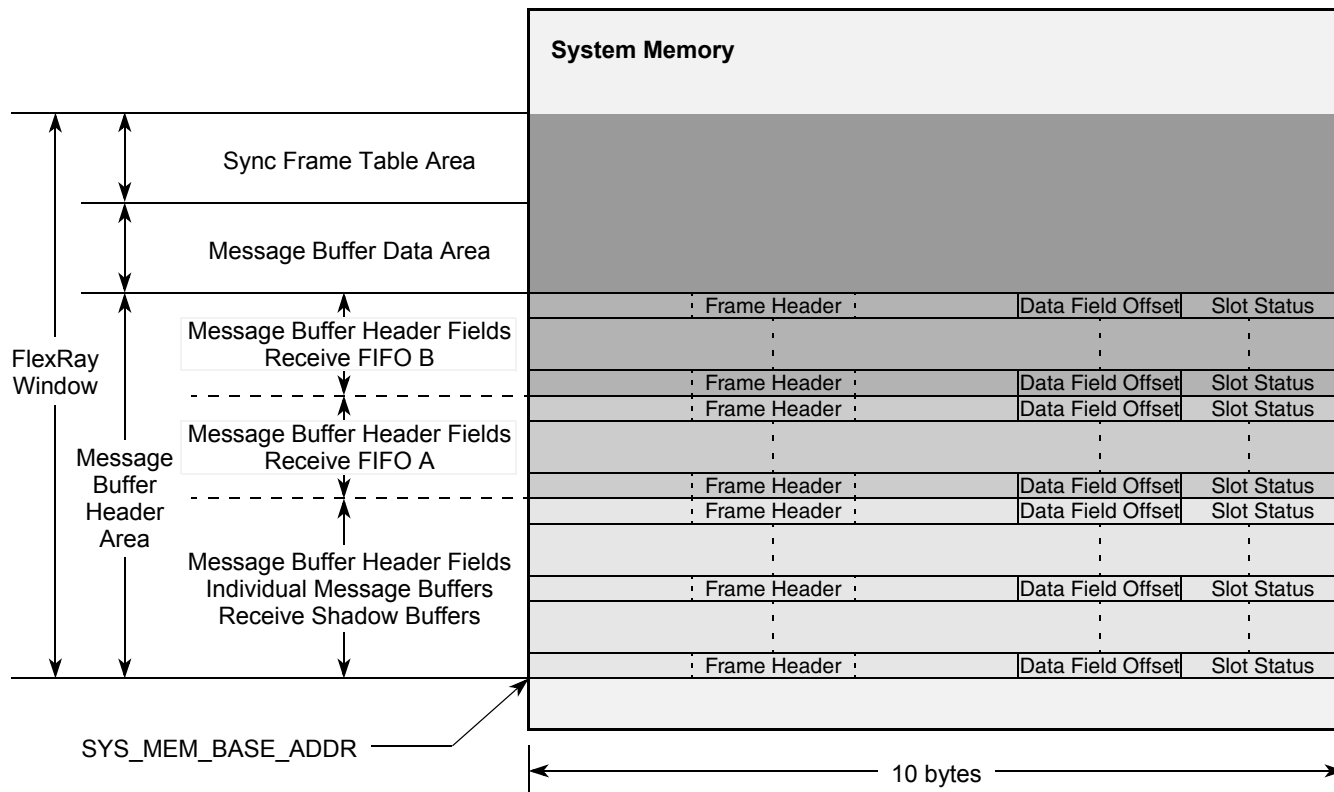 System Memory
Sync Frame Table Area
Message Buffer Data Area
Frame Header Data Field Offset Slot Status
Message Buffer Header Fields
Receive FIFO B
FlexRay
Window
Frame Header Data Field Offset Slot Status
Frame Header Data Field Offset Slot Status
Message Buffer Header Fields
Receive FIFO A
Message
Buffer
Header
Area
Frame Header Data Field Offset Slot Status
Frame Header Data Field Offset Slot Status
Message Buffer Header Fields
Individual Message Buffers
Receive Shadow Buffers
Frame Header Data Field Offset Slot Status
Frame Header Data Field Offset Slot Status
SYS_MEM_BASE_ADDR
10 bytes